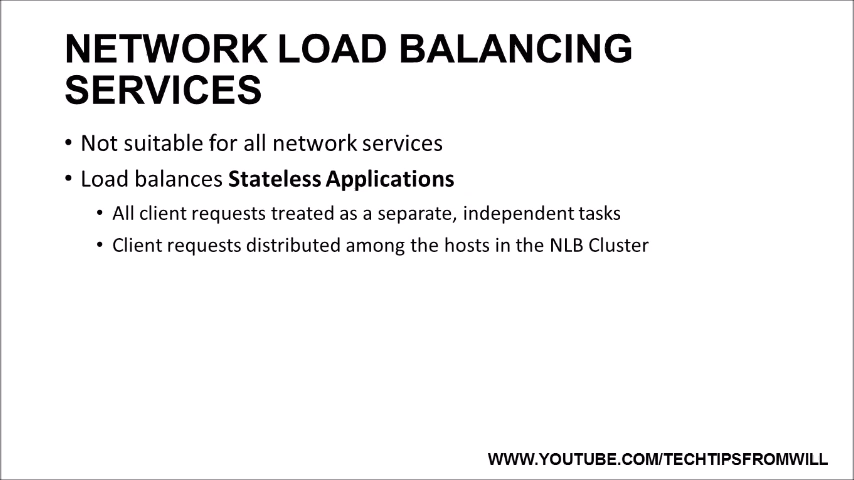 NETWORK LOAD BALANCING
SERVICES
• Not suitable for all network services
• Load balances Stateless Applications
• All client requests treated as a separate, independent tasks
• Client requests distributed among the hosts in the NLB Cluster
WWW.YOUTUBE.COM/TECHTIPSFROMWILL